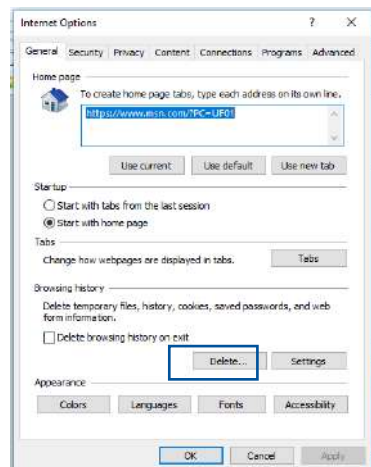 Internet Options ? ×
General Security Privacy Content Connections Programs Advanced
Home page
To create home page tabs, type each address on its own line.
https://www.msn.com/?PC=UF01
Use current Use default Use new tab
Startup
Start with tabs from the last session
Start with home page
Tabs
Change how webpages are displayed in tabs. Tabs
Browsing history
Delete temporary files, history, cookies, saved passwords, and web
form information.
Delete browsing history on exit
Delete... Settings
Appearance
Colors Languages Fonts Accessibility
OK Cancel Apply